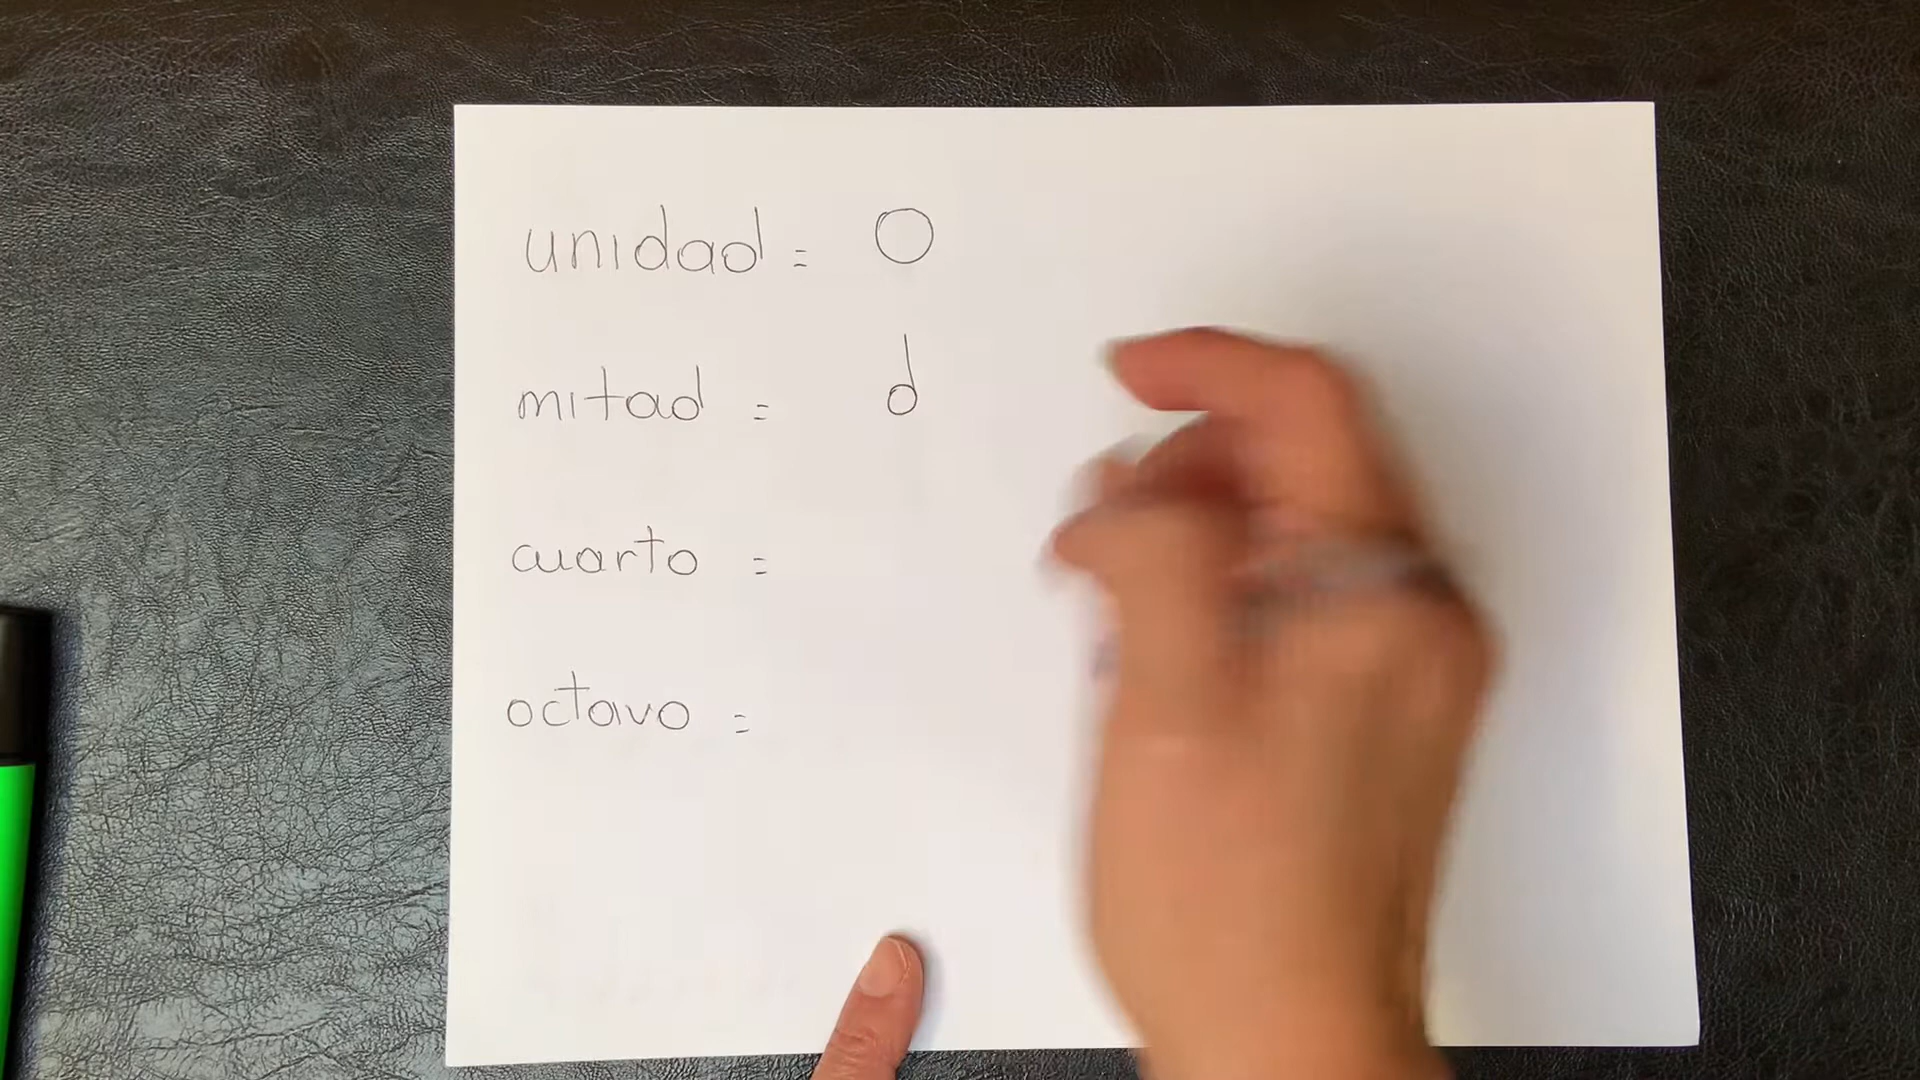 unidad = O
mitad = d
cuarto =
octavo =